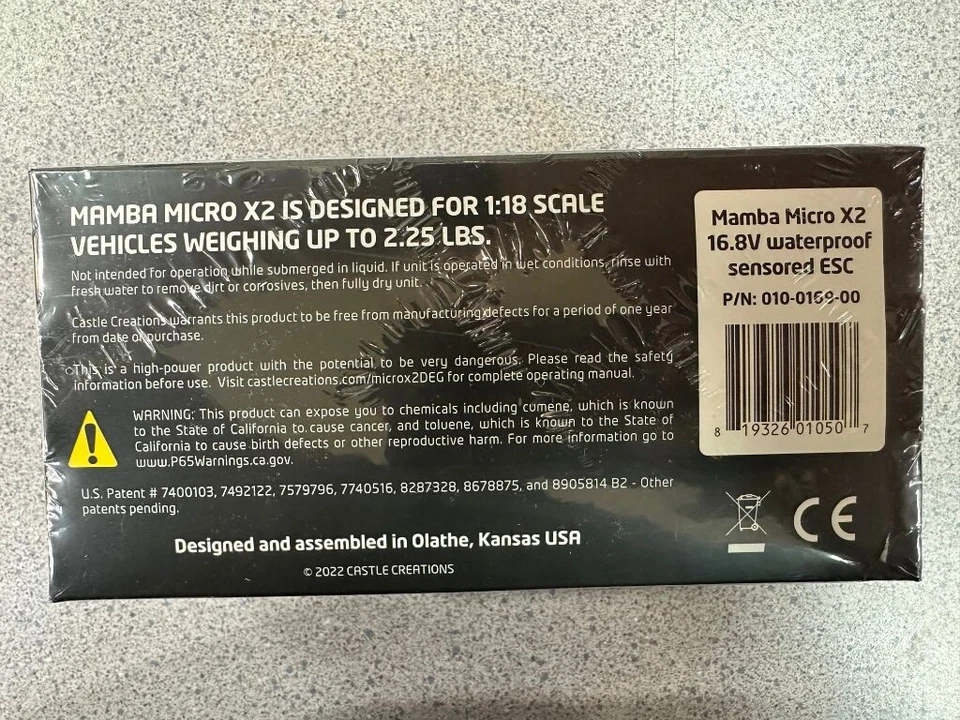 MAMBA MICRO X2 IS DESIGNED FOR 1:18 SCALE
VEHICLES WEIGHING UP TO 2.25 LBS.
Not intended for operation while submerged in liquid. If unit is operated in wet conditions, rinse with
fresh water to remove dirt or corrosives, then fully dry unit.
Castle Creations warrants this product to be free from manufacturing defects for a period of one year
from date of purchase.
This is a high-power product with the potential to be very dangerous. Please read the safety
information before use. Visit castlecreations.com/microx2DEG for complete operating manual.
WARNING: This product can expose you to chemicals including cumene, which is known
to the State of California to cause cancer, and toluene, which is known to the State of
California to cause birth defects or other reproductive harm. For more information go to
www.P65Warnings.ca.gov.
U.S. Patent # 7400103, 7492122, 7579796, 7740516, 8287328, 8678875, and 8905814 B2 - Other
patents pending.
Designed and assembled in Olathe, Kansas USA
© 2022 CASTLE CREATIONS
Mamba Micro X2
16.8V waterproof
sensored ESC
P/N: 010-0169-00
8 19326 01050 7
CE